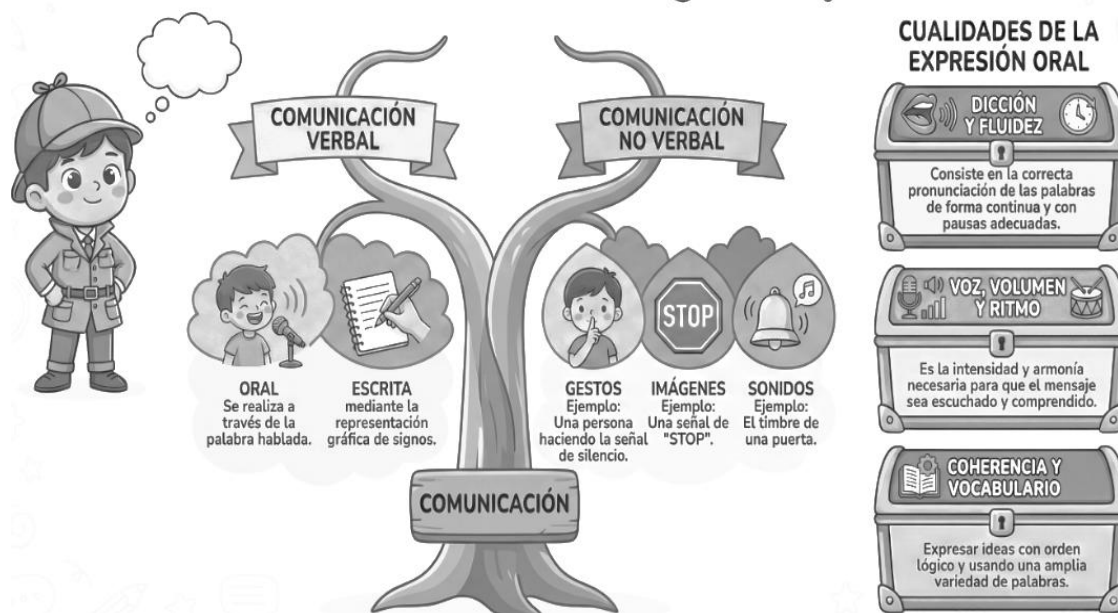 COMUNICACIÓN
VERBAL
COMUNICACIÓN
NO VERBAL
ORAL
Se realiza a
través de la
palabra hablada.
ESCRITA
mediante la
representación
gráfica de signos.
STOP
GESTOS
Ejemplo:
Una persona
haciendo la señal
de silencio.
IMÁGENES
Ejemplo:
Una señal de
"STOP".
SONIDOS
Ejemplo:
El timbre de
una puerta.
COMUNICACIÓN
CUALIDADES DE LA
EXPRESIÓN ORAL
DICCIÓN
Y FLUIDEZ
Consiste en la correcta
pronunciación de las palabras
de forma continua y con
pausas adecuadas.
VOZ, VOLUMEN
Y RITMO
Es la intensidad y armonía
necesaria para que el mensaje
sea escuchado y comprendido.
COHERENCIA Y
VOCABULARIO
Expresar ideas con orden
lógico y usando una amplia
variedad de palabras.